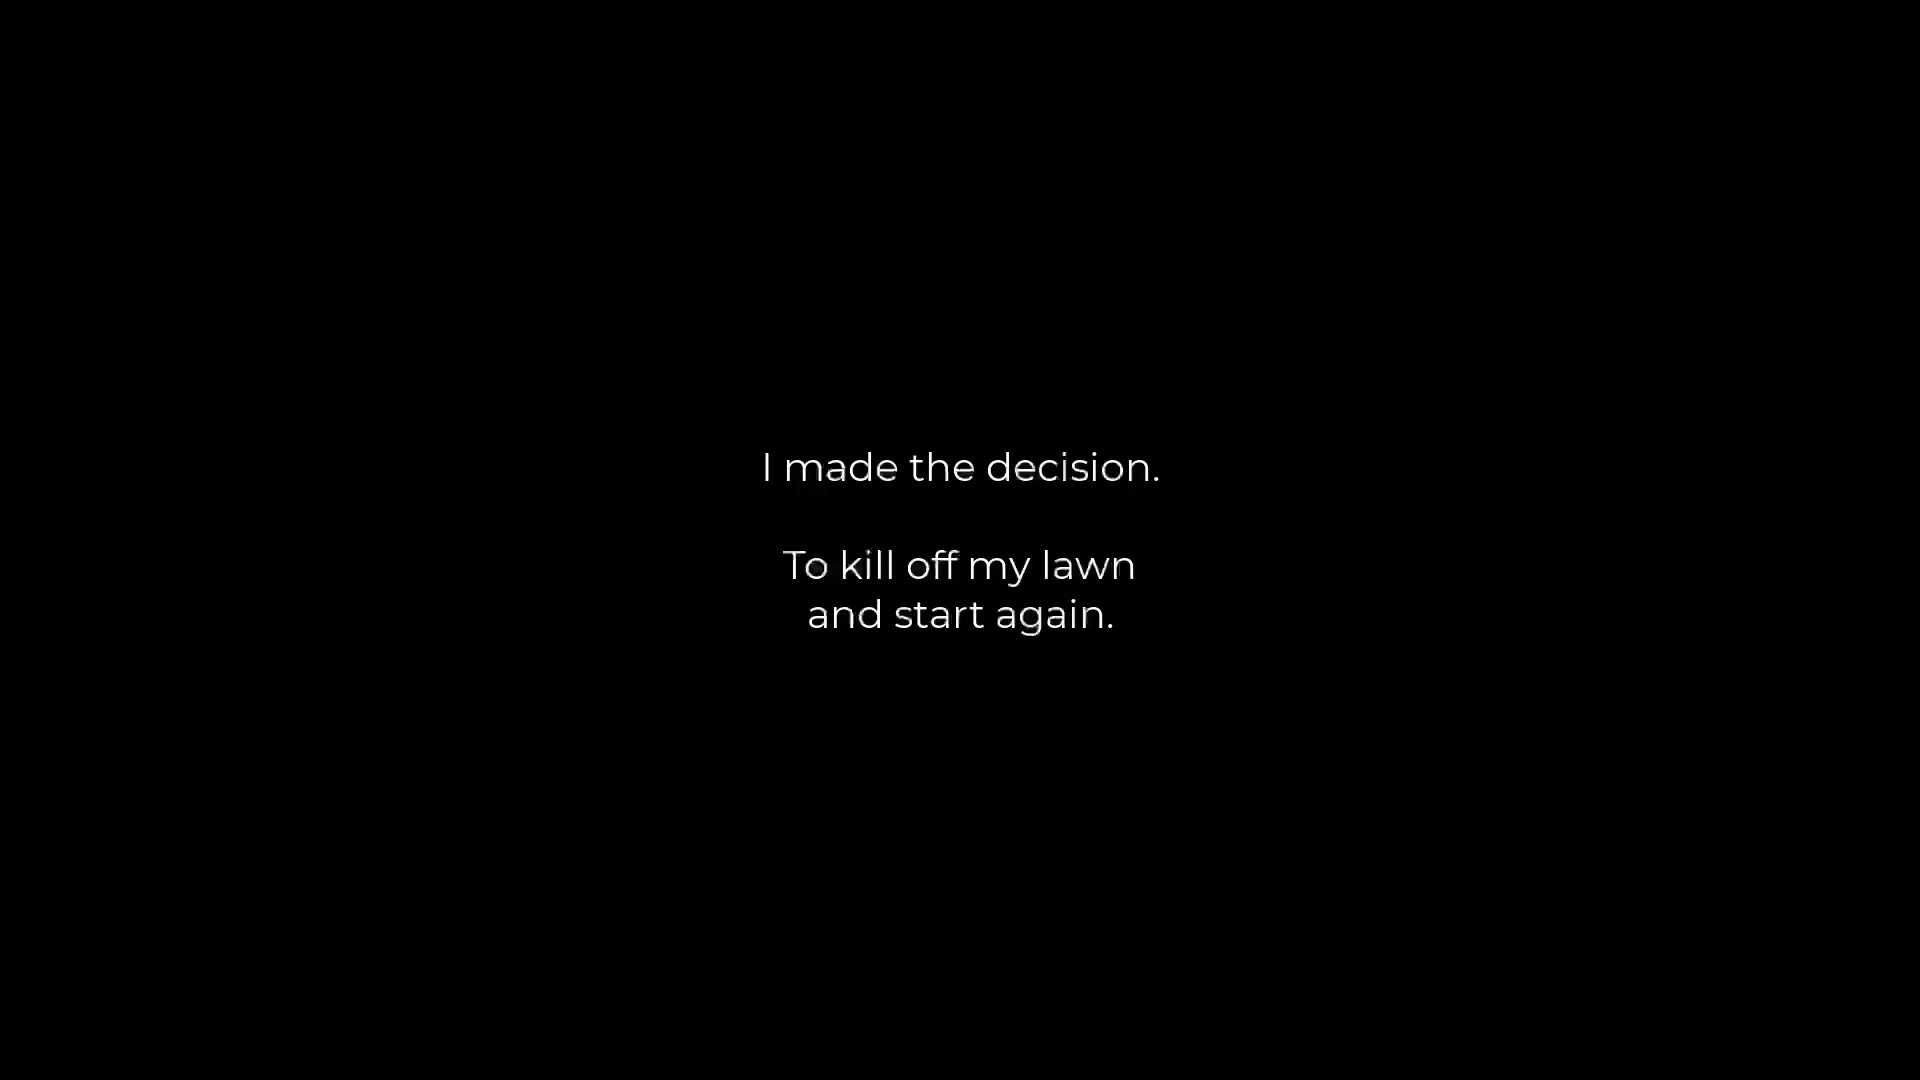 I made the decision.
To kill off my lawn
and start again.